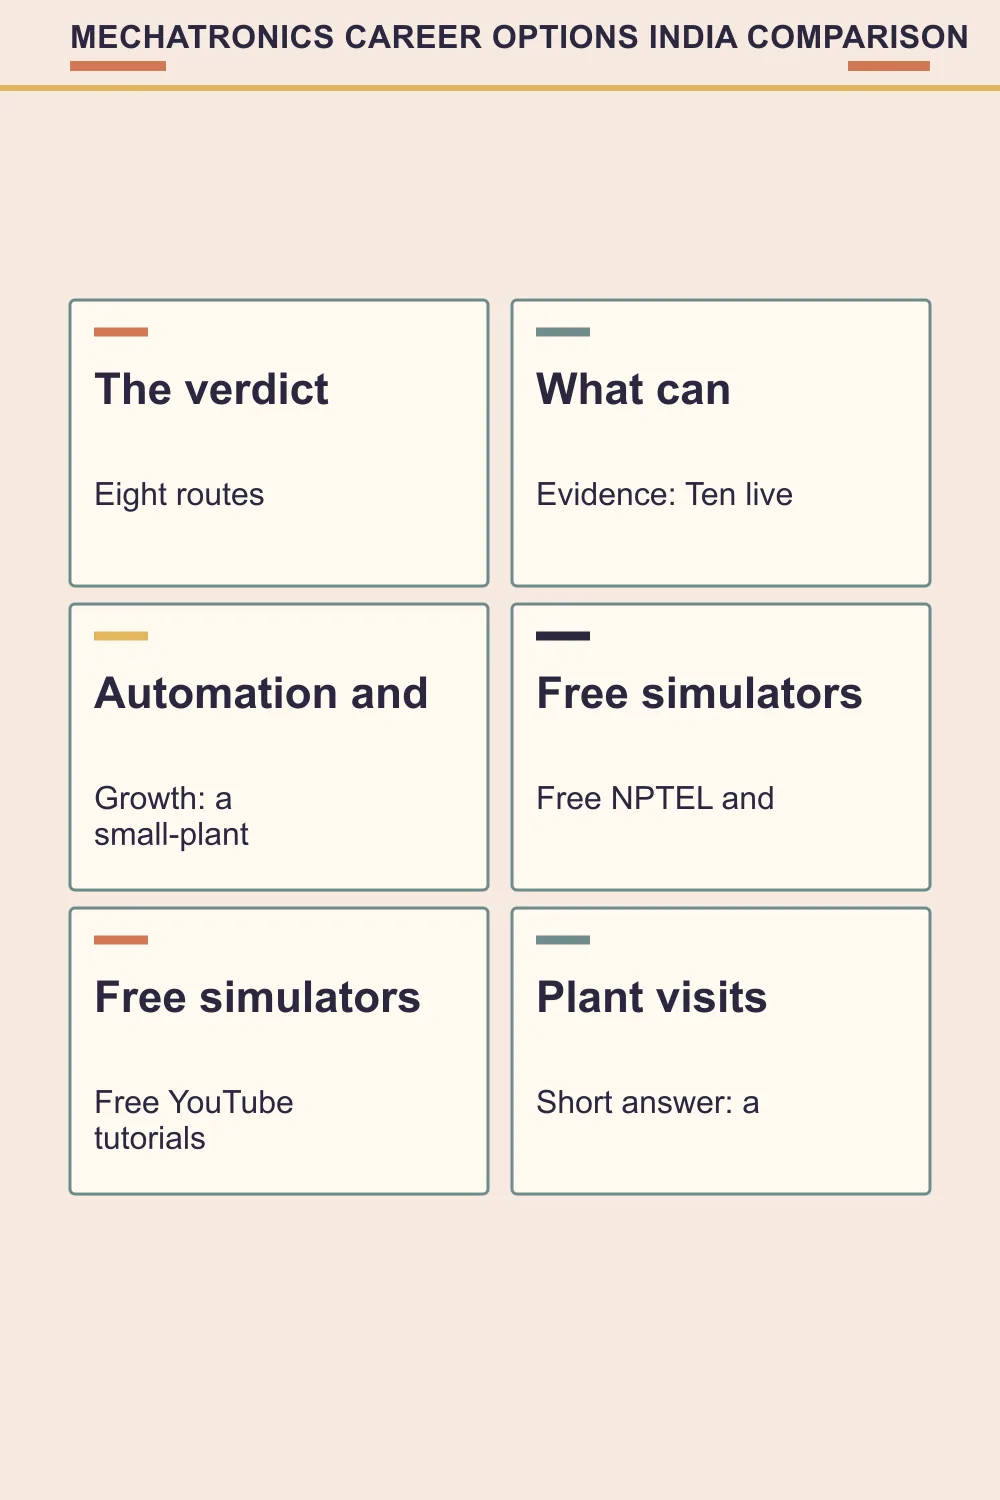 MECHATRONICS CAREER OPTIONS INDIA COMPARISON
The verdict
Eight routes
What can
Evidence: Ten live
Automation and
Growth: a
small-plant
Free simulators
Free NPTEL and
Free simulators
Free YouTube
tutorials
Plant visits
Short answer: a